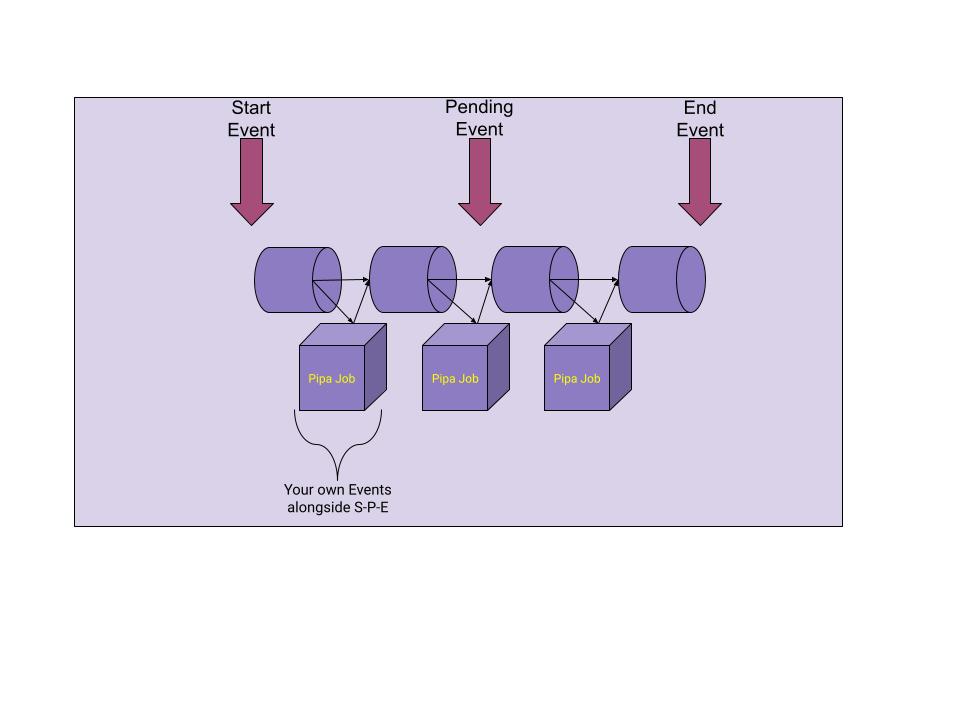 Start
Event
Pending
Event
End
Event
Pipa Job
Pipa Job
Pipa Job
Your own Events
alongside S-P-E